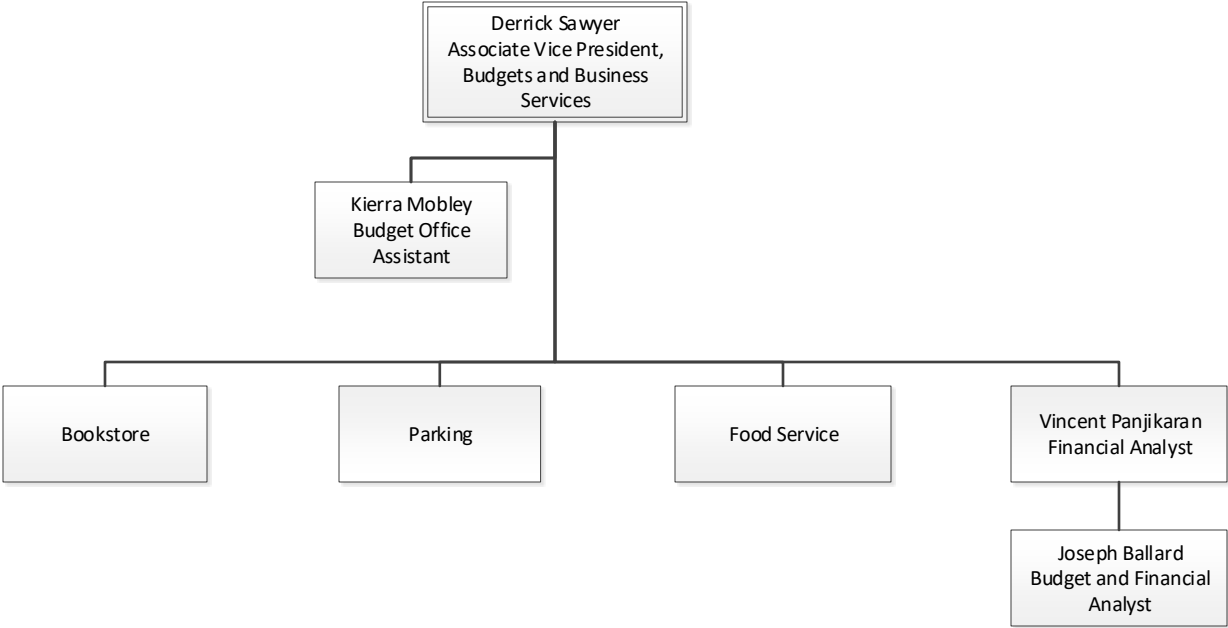 Derrick Sawyer
Associate Vice President,
Budgets and Business
Services
Kierra Mobley
Budget Office
Assistant
Bookstore
Parking
Food Service
Vincent Panjikaran
Financial Analyst
Joseph Ballard
Budget and Financial
Analyst